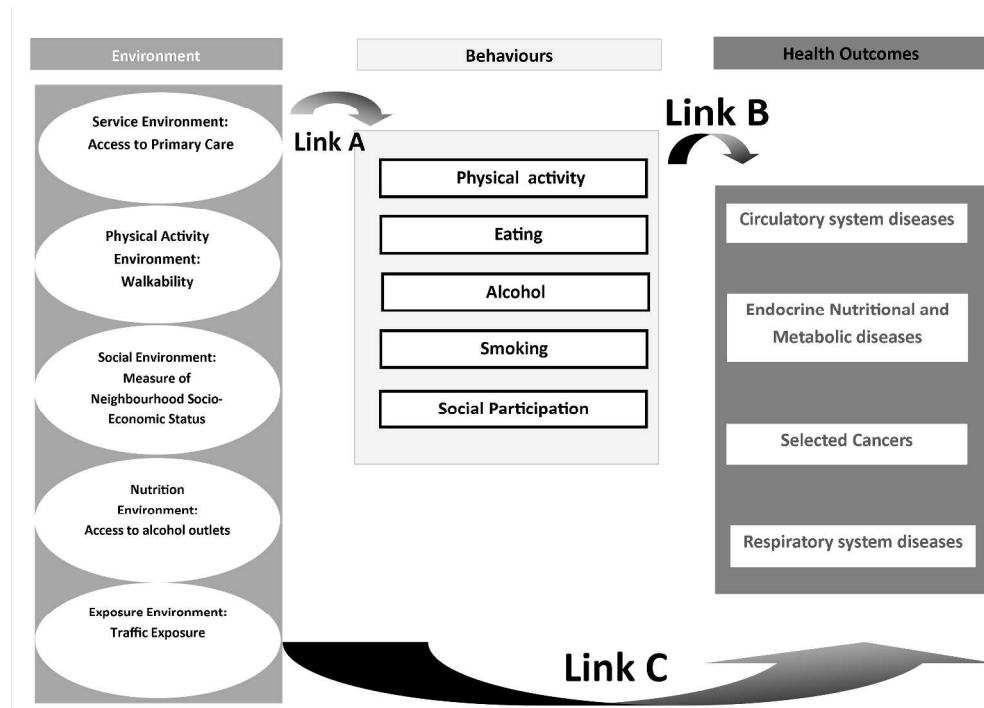 Environment
Behaviours
Health Outcomes
Service Environment:
Access to Primary Care
Physical Activity
Environment:
Walkability
Social Environment:
Measure of
Neighbourhood Socio-
Economic Status
Nutrition
Environment:
Access to alcohol outlets
Exposure Environment:
Traffic Exposure
Link A
Physical activity
Eating
Alcohol
Smoking
Social Participation
Link B
Circulatory system diseases
Endocrine Nutritional and
Metabolic diseases
Selected Cancers
Respiratory system diseases
Link C